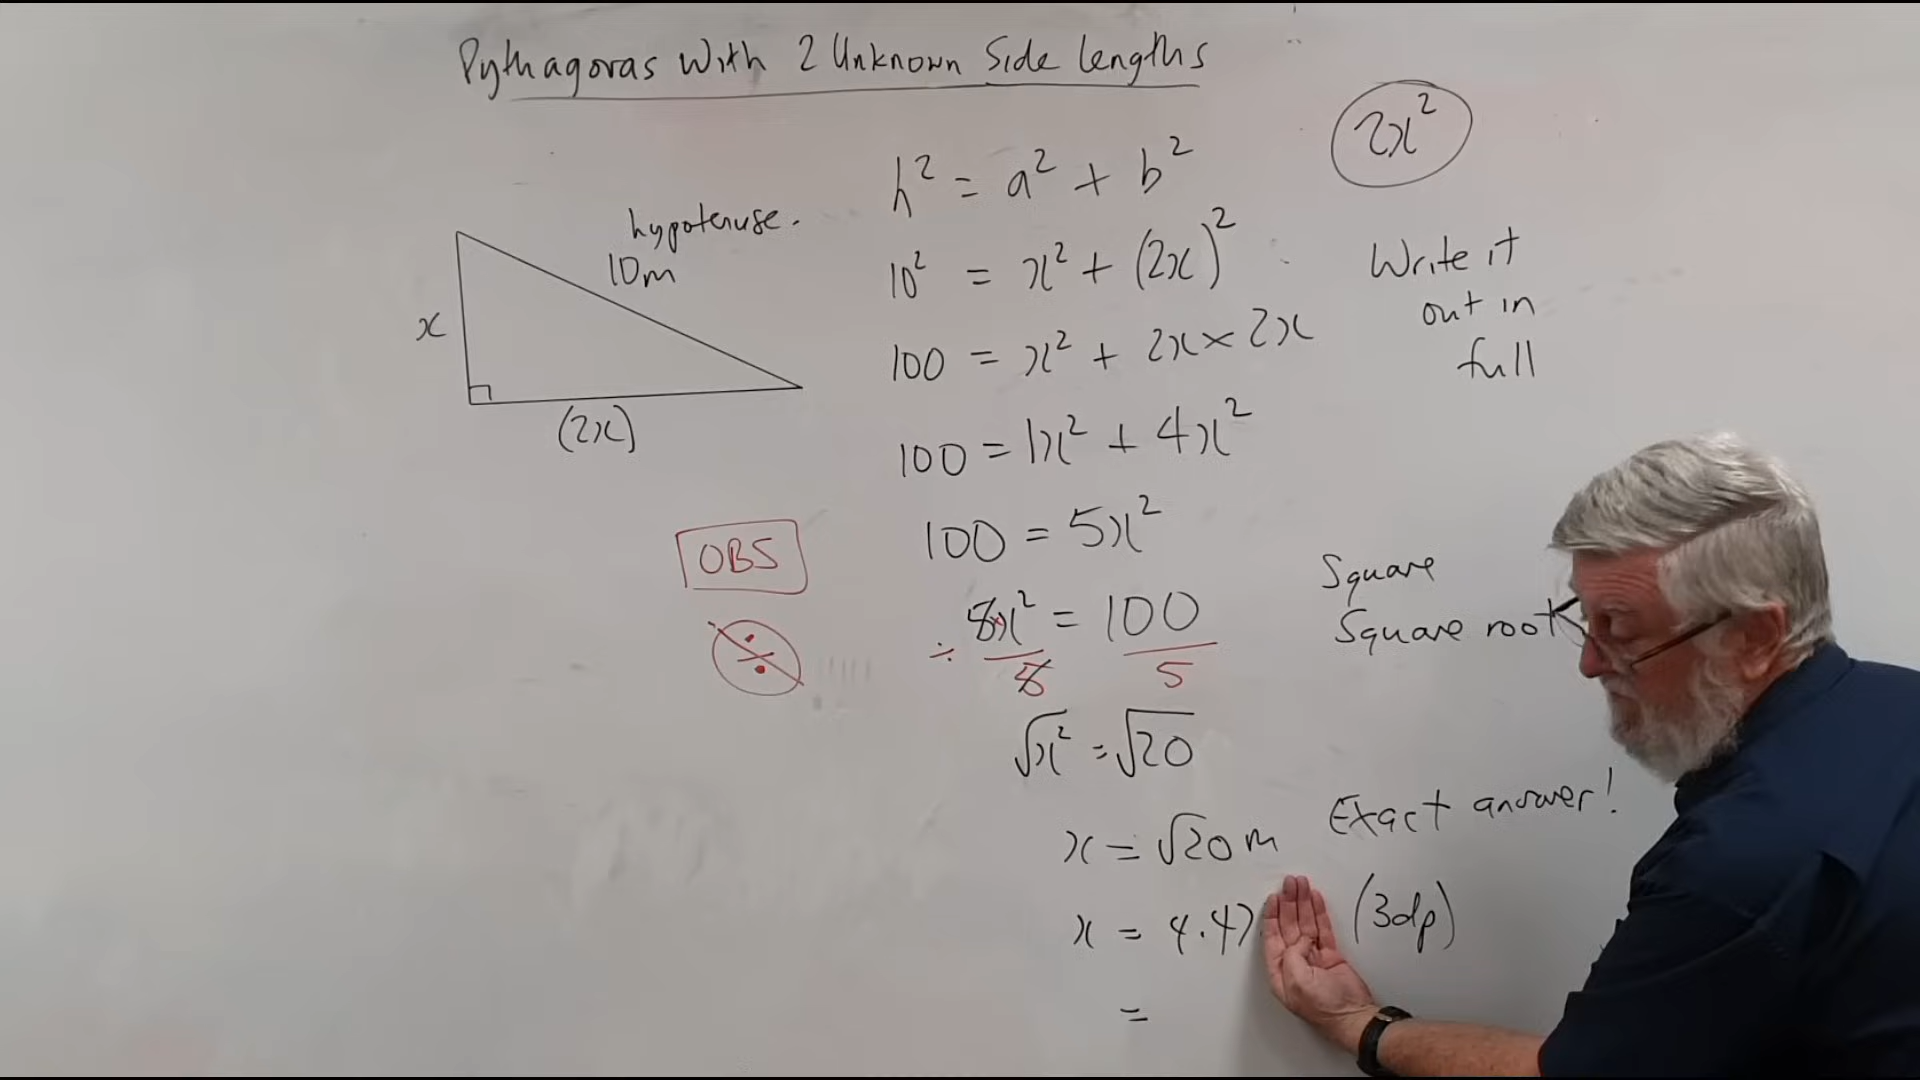 Pythagoras With 2 Unknown Side Lengths
2x²
h² = a² + b²
hypotenuse.
10m
x
(2x)
10² = x² + (2x)²
100 = x² + 2x × 2x
100 = 1x² + 4x²
100 = 5x²
Write it
out in
full
OBS
÷
5x² = 100
÷ 5 5
√x² = √20
x = √20 m
x = 4.47 (3dp)
=
Square
Square root
Exact answer!